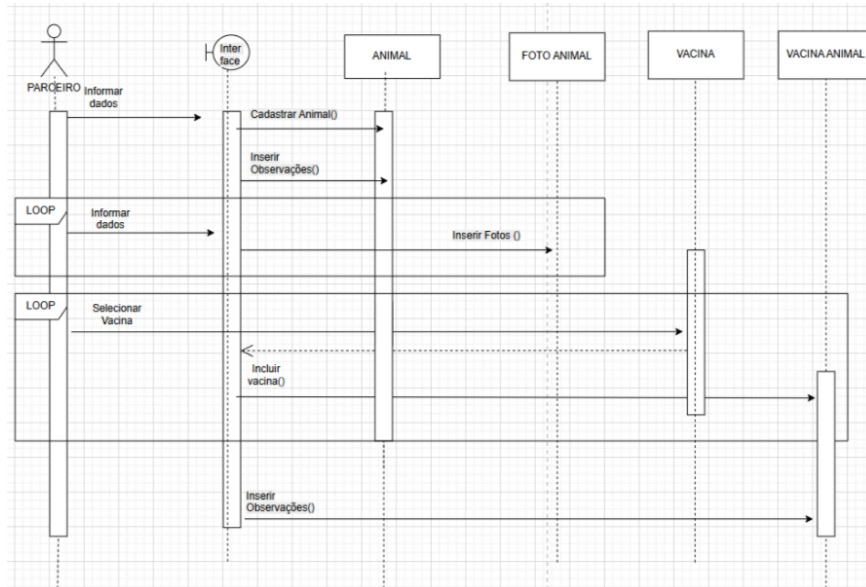 Inter
face
ANIMAL
FOTO ANIMAL
VACINA
VACINA ANIMAL
PARCEIRO
Informar
dados
Cadastrar Animal()
Inserir
Observações()
LOOP
Informar
dados
Inserir Fotos ()
LOOP
Selecionar
Vacina
Incluir
vacina()
Inserir
Observações()